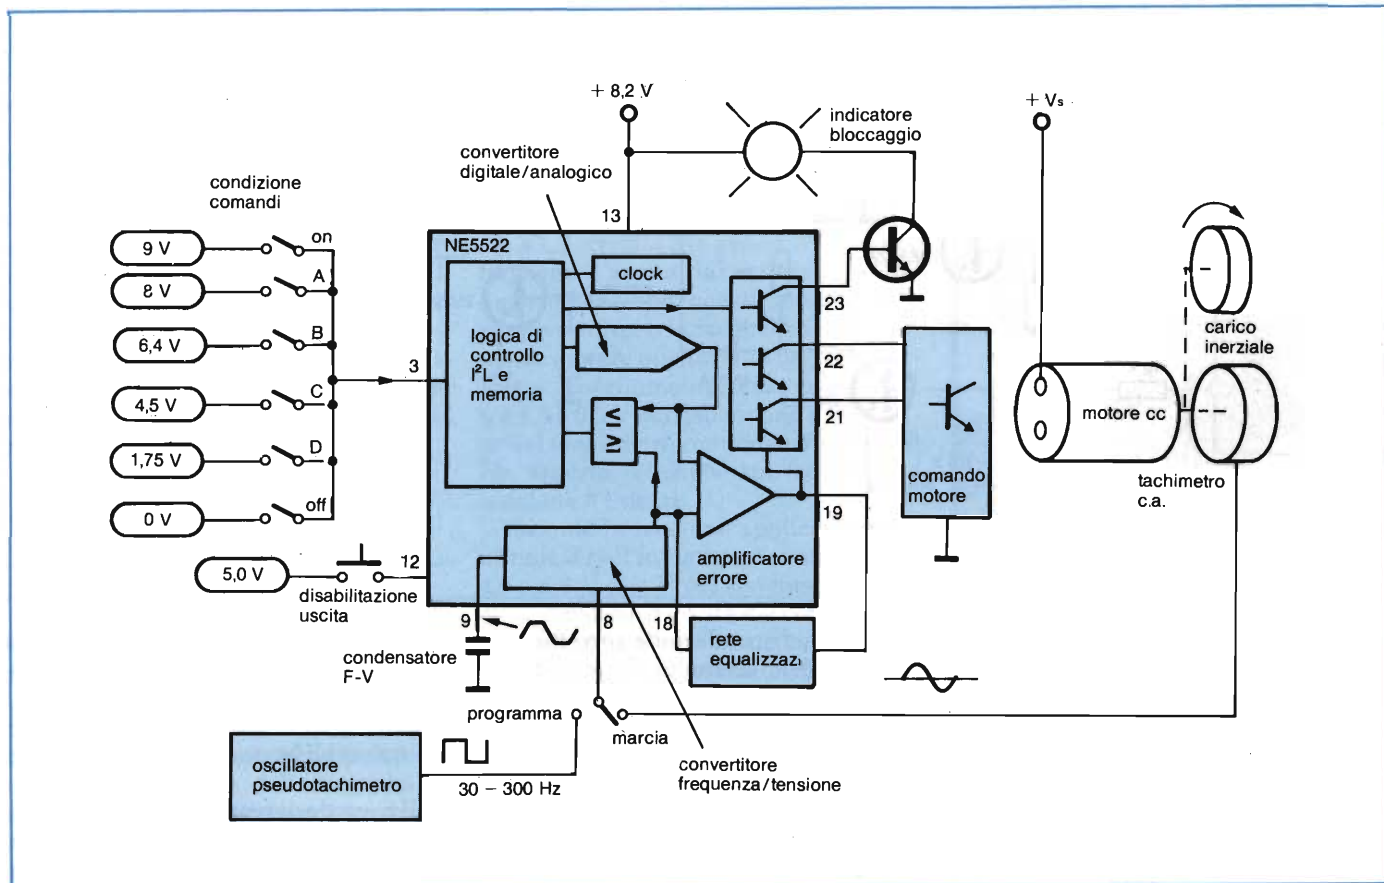 + 8,2 V
+ Vs
indicatore
bloccaggio
convertitore
digitale/analogico
condizione
comandi
13
9 V
on
NE5522
clock
8 V
A
23
6,4 V
B
logica di
controllo
I²L e
memoria
3
22
carico
inerziale
4,5 V
C
≤ ≥
21
motore cc
1,75 V
D
comando
motore
tachimetro
c.a.
0 V
off
19
amplificatore
errore
5,0 V
12
disabilitazione
uscita
9
8
18
rete
equalizzaz
condensatore
F-V
programma
marcia
oscillatore
pseudotachimetro
30 – 300 Hz
convertitore
frequenza/tensione